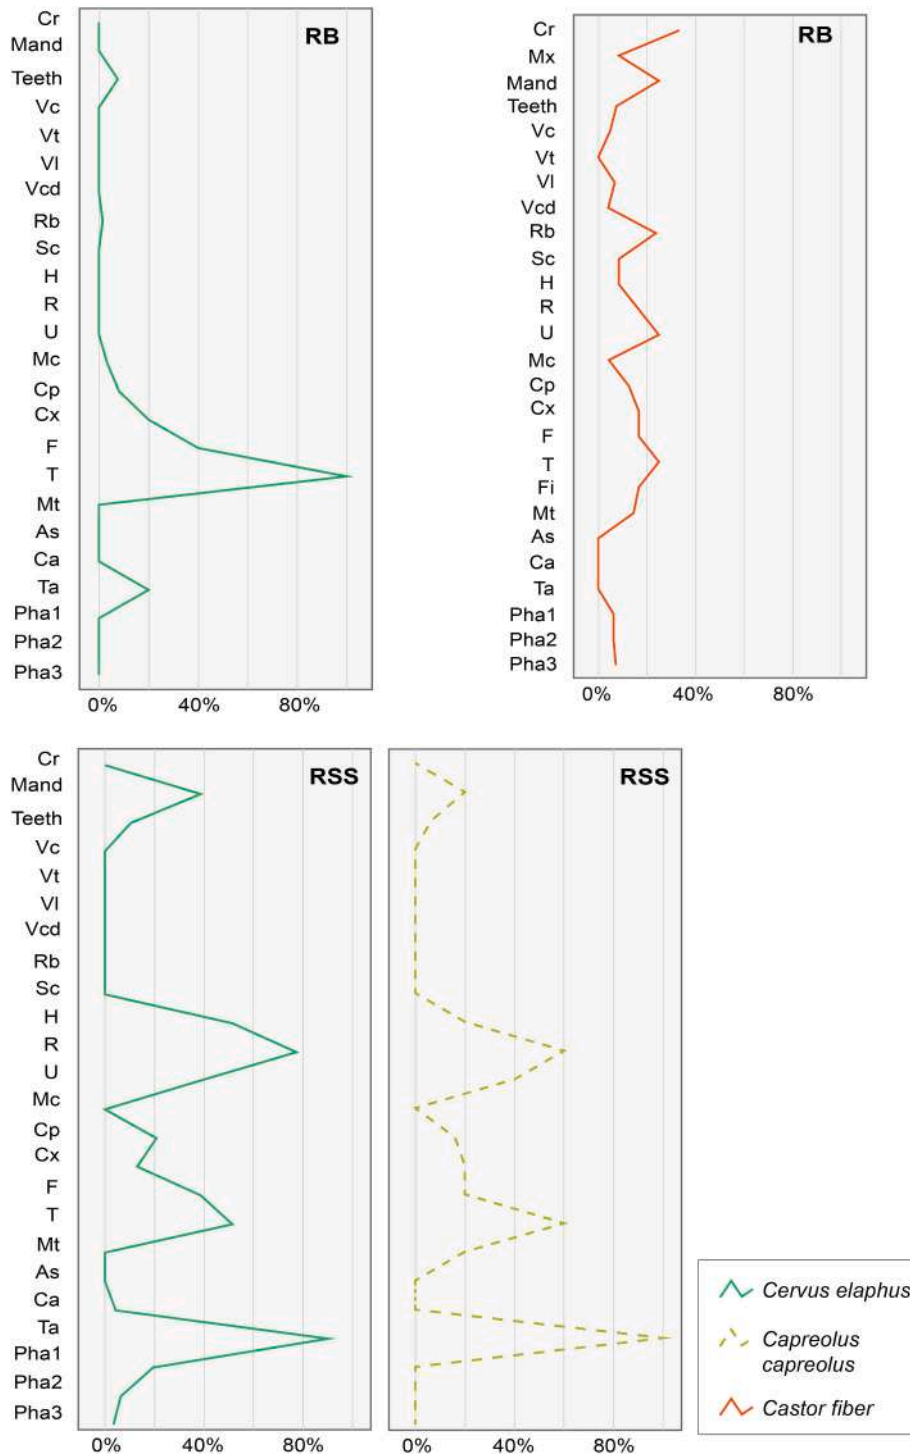 RB
Cr
Mand
Teeth
Vc
Vt
Vl
Vcd
Rb
Sc
H
R
U
Mc
Cp
Cx
F
T
Mt
As
Ca
Ta
Pha1
Pha2
Pha3
0% 40% 80%
RB
Cr
Mx
Mand
Teeth
Vc
Vt
Vl
Vcd
Rb
Sc
H
R
U
Mc
Cp
Cx
F
T
Fi
Mt
As
Ca
Ta
Pha1
Pha2
Pha3
0% 40% 80%
RSS
Cr
Mand
Teeth
Vc
Vt
Vl
Vcd
Rb
Sc
H
R
U
Mc
Cp
Cx
F
T
Mt
As
Ca
Ta
Pha1
Pha2
Pha3
0% 40% 80%
RSS
0% 40% 80%
Cervus elaphus
Capreolus
capreolus
Castor fiber